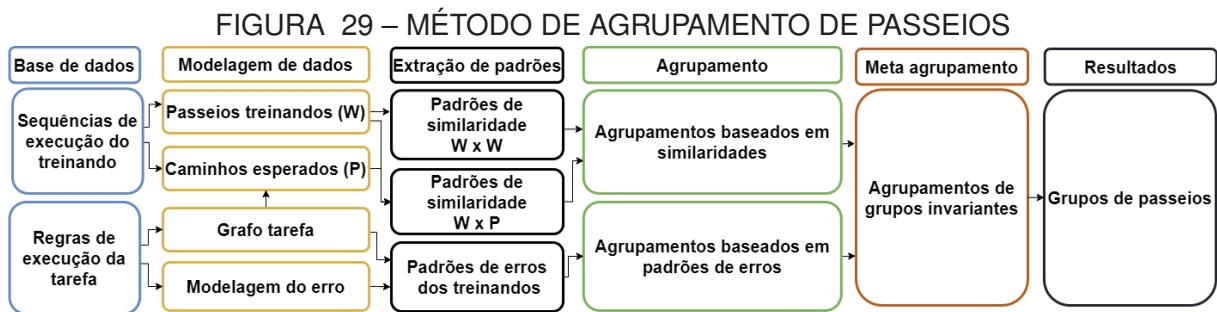 FIGURA 29 – MÉTODO DE AGRUPAMENTO DE PASSEIOS
Base de dados
Modelagem de dados
Extração de padrões
Agrupamento
Meta agrupamento
Resultados
Sequências de
execução do
treinando
Regras de
execução da
tarefa
Passeios treinandos (W)
Caminhos esperados (P)
Grafo tarefa
Modelagem do erro
Padrões de
similaridade
W x W
Padrões de
similaridade
W x P
Padrões de erros
dos treinandos
Agrupamentos baseados em
similaridades
Agrupamentos baseados em
padrões de erros
Agrupamentos de
grupos invariantes
Grupos de passeios